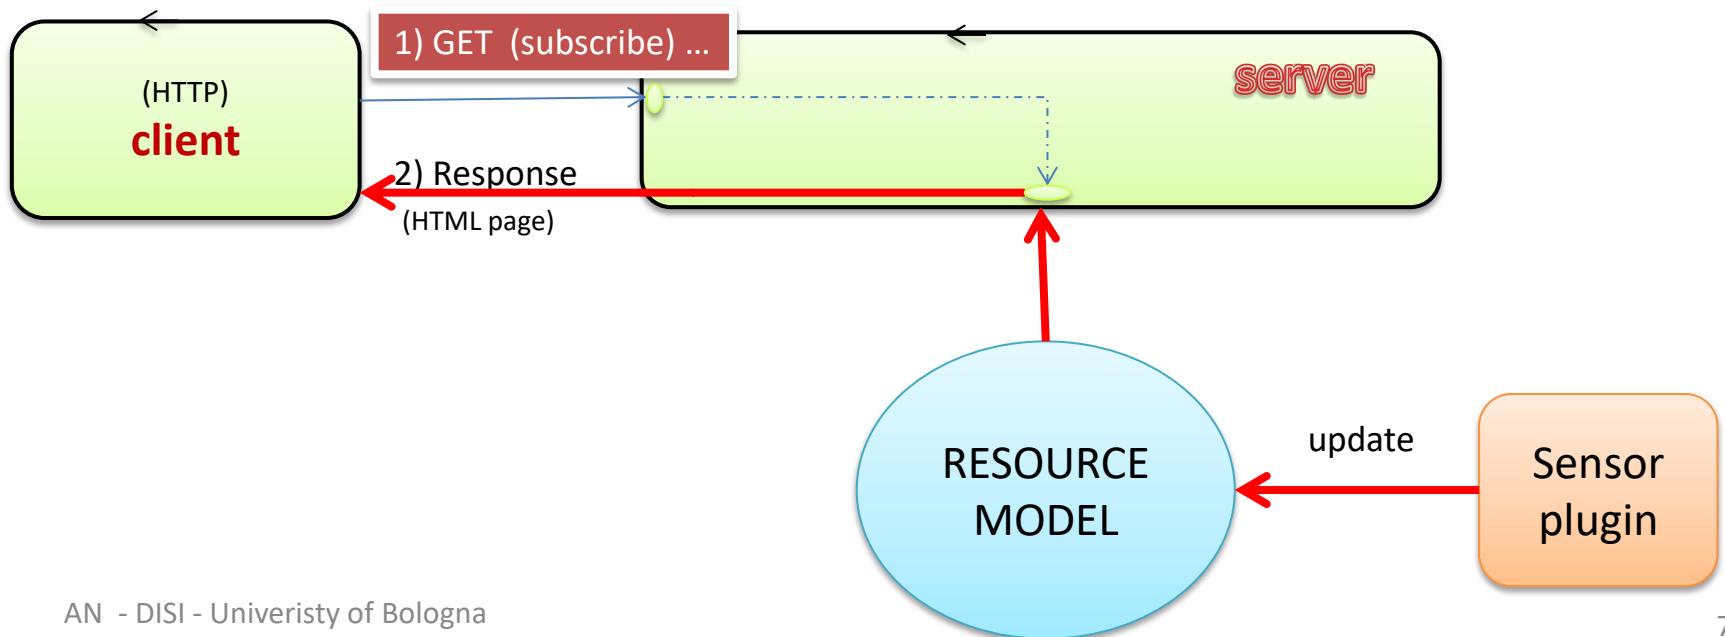 1) GET (subscribe) ...
(HTTP)
client
server
2) Response
(HTML page)
RESOURCE
MODEL
update
Sensor
plugin
AN - DISI - Univeristy of Bologna
7